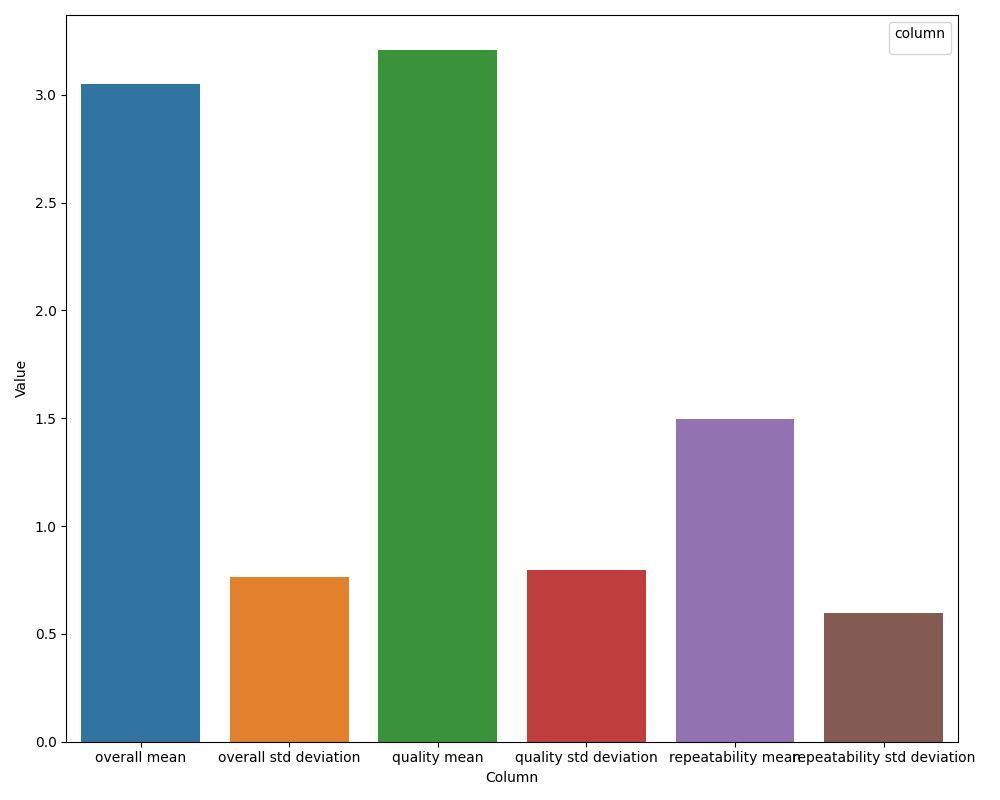 column
3.0
2.5
2.0
1.5
1.0
0.5
0.0
Value
overall mean
overall std deviation
quality mean
quality std deviation
repeatability mean
repeatability std deviation
Column